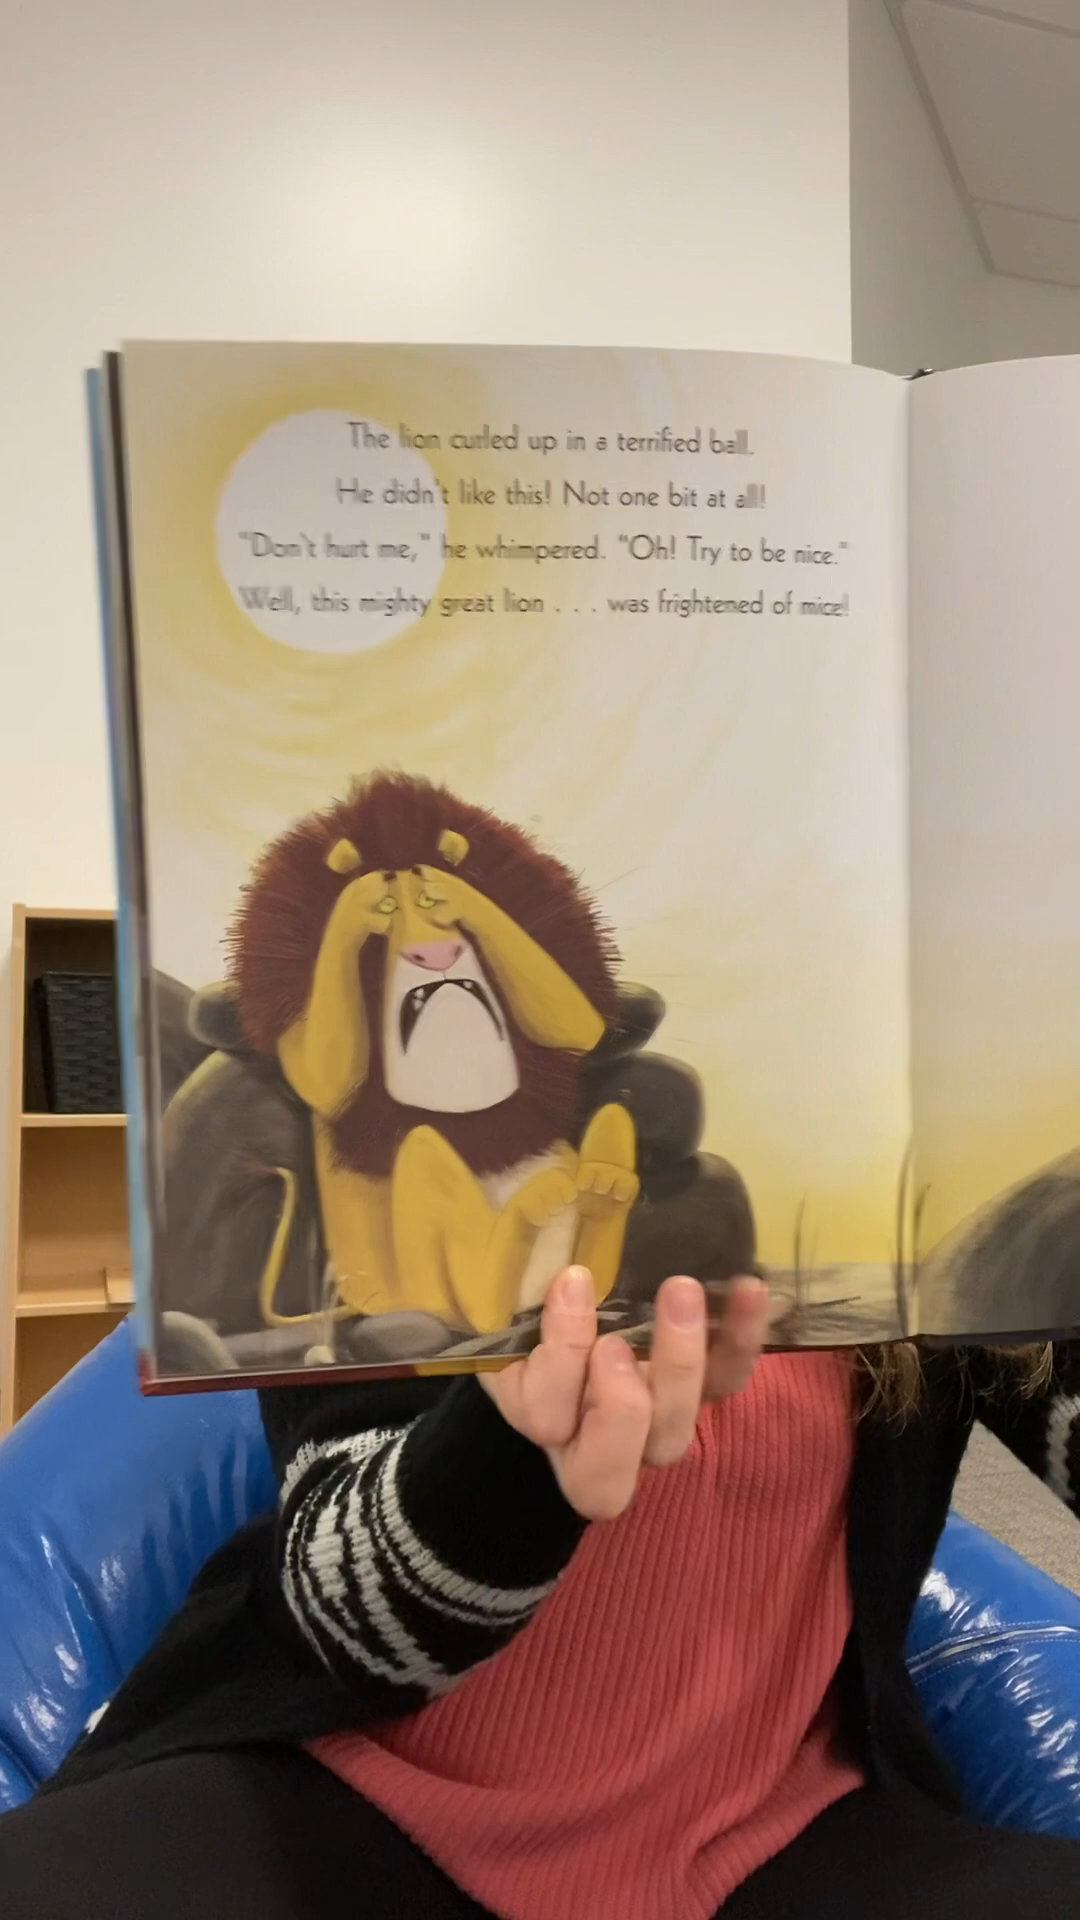 The lion curled up in a terrified ball.
He didn't like this! Not one bit at all!
"Don't hurt me," he whimpered. "Oh! Try to be nice."
Well, this mighty great lion . . . was frightened of mice!